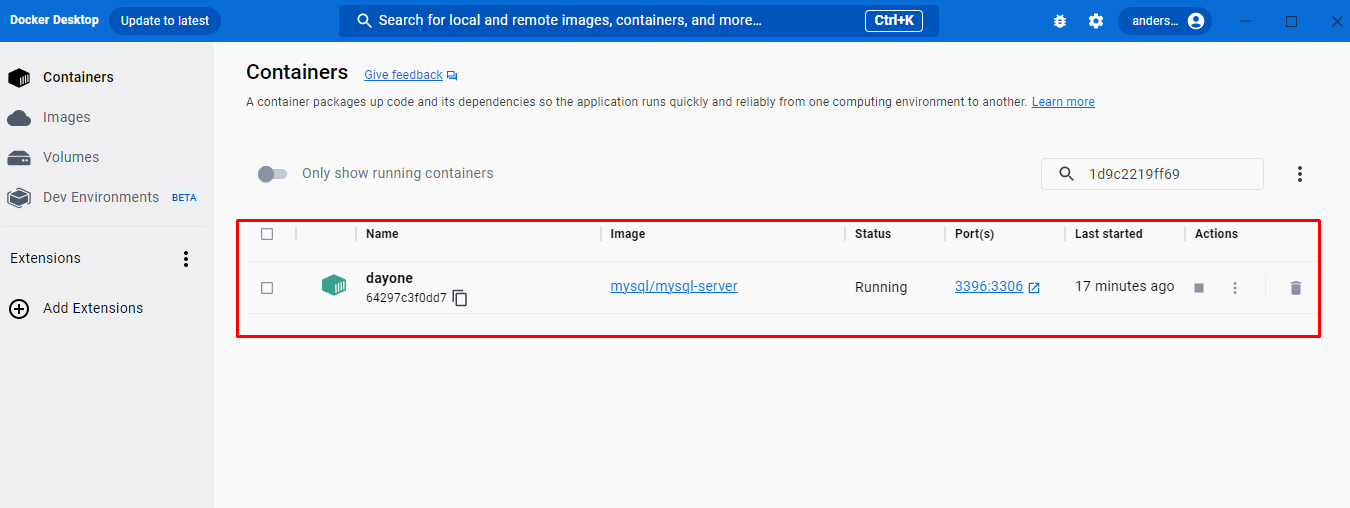 Docker Desktop Update to latest Search for local and remote images, containers, and more... Ctrl+K anders...
Containers
Images
Volumes
Dev Environments BETA
Extensions
Add Extensions
Containers Give feedback
A container packages up code and its dependencies so the application runs quickly and reliably from one computing environment to another. Learn more
Only show running containers 1d9c2219ff69
Name Image Status Port(s) Last started Actions
dayone
64297c3f0dd7 mysql/mysql-server Running 3396:3306 17 minutes ago